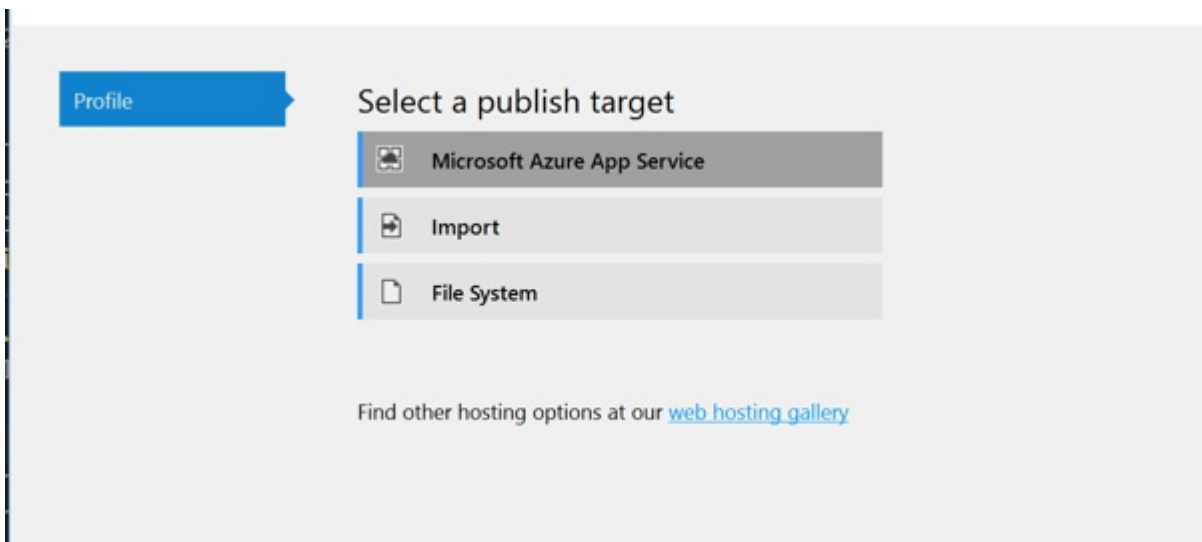 Profile
Select a publish target
Microsoft Azure App Service
Import
File System
Find other hosting options at our web hosting gallery